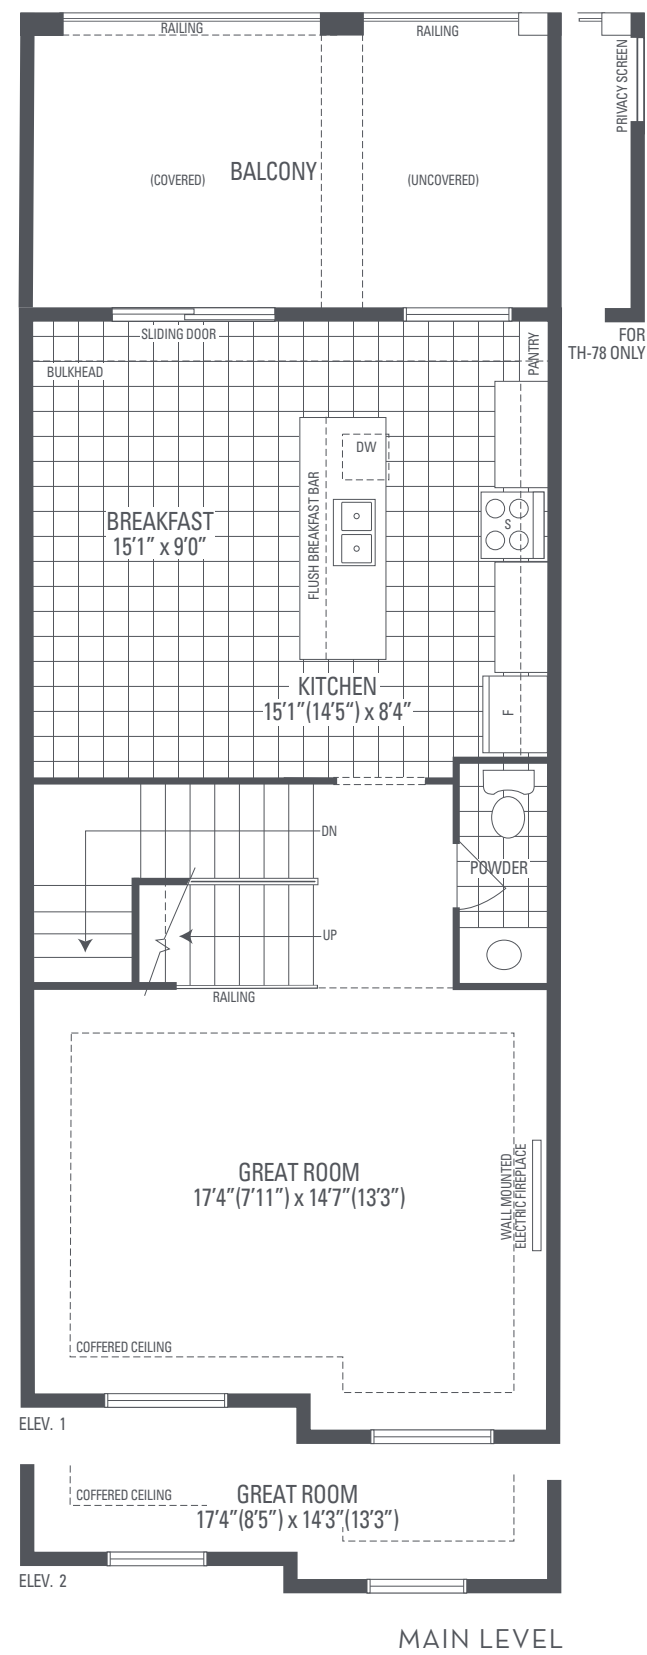 RAILING
RAILING
PRIVACY SCREEN
BALCONY
(COVERED)
(UNCOVERED)
SLIDING DOOR
FOR
TH-78 ONLY
PANTRY
BULKHEAD
DW
FLUSH BREAKFAST BAR
S
BREAKFAST
15'1" x 9'0"
KITCHEN
15'1"(14'5") x 8'4"
F
DN
POWDER
UP
RAILING
GREAT ROOM
17'4"(7'11") x 14'7"(13'3")
WALL MOUNTED
ELECTRIC FIREPLACE
COFFERED CEILING
ELEV. 1
COFFERED CEILING
GREAT ROOM
17'4"(8'5") x 14'3"(13'3")
ELEV. 2
MAIN LEVEL